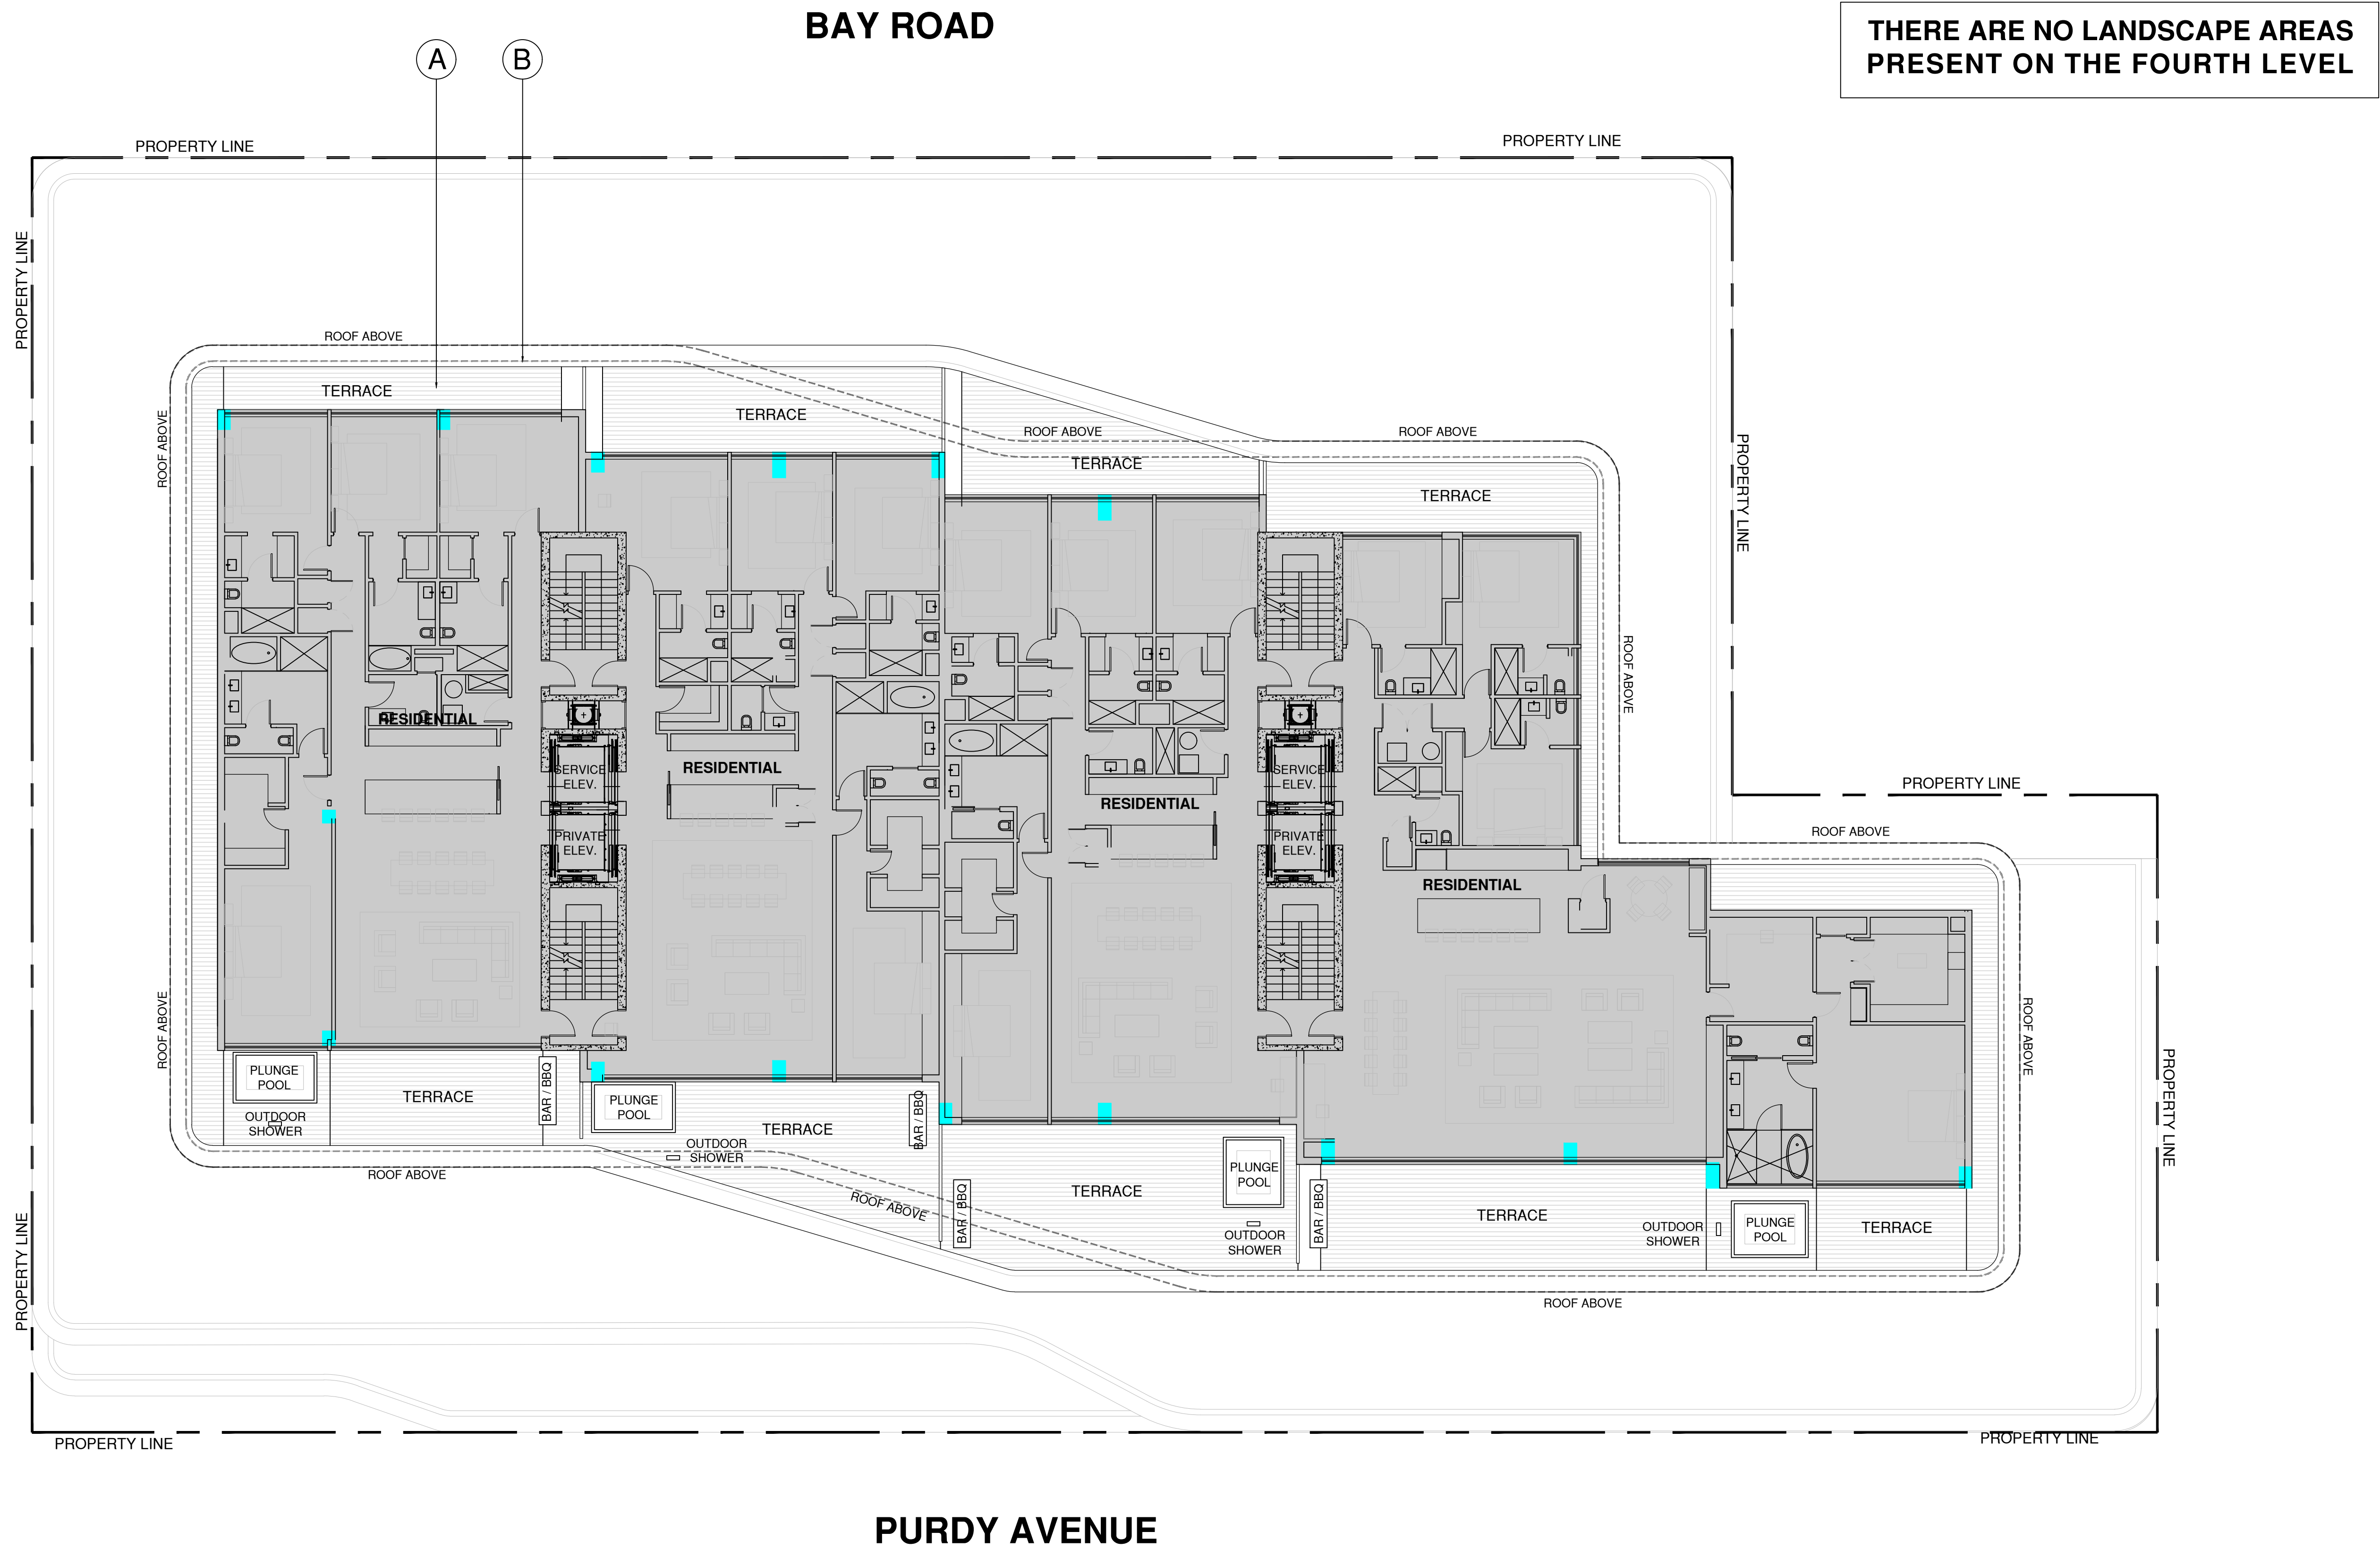 BAY ROAD
THERE ARE NO LANDSCAPE AREAS
PRESENT ON THE FOURTH LEVEL
A
B
PROPERTY LINE
PROPERTY LINE
PROPERTY LINE
ROOF ABOVE
TERRACE
ROOF ABOVE
TERRACE
ROOF ABOVE
ROOF ABOVE
TERRACE
TERRACE
PROPERTY LINE
ROOF ABOVE
RESIDENTIAL
RESIDENTIAL
SERVICE
ELEV.
SERVICE
ELEV.
PROPERTY LINE
RESIDENTIAL
PRIVATE
ELEV.
PRIVATE
ELEV.
ROOF ABOVE
RESIDENTIAL
ROOF ABOVE
ROOF ABOVE
PLUNGE
POOL
TERRACE
BAR / BBQ
PLUNGE
POOL
BAR / BBQ
OUTDOOR
SHOWER
TERRACE
OUTDOOR
SHOWER
PROPERTY LINE
ROOF ABOVE
ROOF ABOVE
PLUNGE
POOL
TERRACE
BAR / BBQ
BAR / BBQ
OUTDOOR
SHOWER
TERRACE
OUTDOOR
SHOWER
PLUNGE
POOL
TERRACE
PROPERTY LINE
ROOF ABOVE
PROPERTY LINE
PROPERTY LINE
PURDY AVENUE